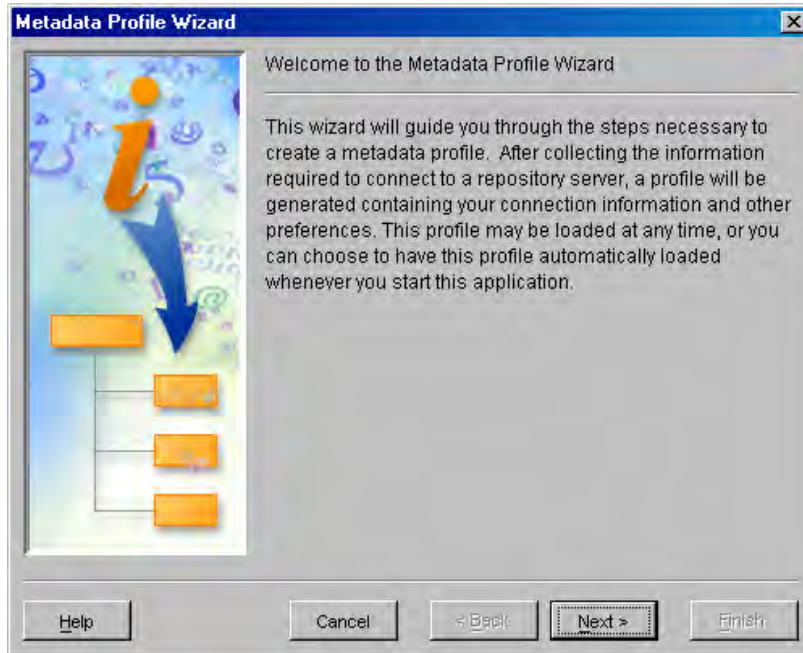 Metadata Profile Wizard
Welcome to the Metadata Profile Wizard
This wizard will guide you through the steps necessary to
create a metadata profile. After collecting the information
required to connect to a repository server, a profile will be
generated containing your connection information and other
preferences. This profile may be loaded at any time, or you
can choose to have this profile automatically loaded
whenever you start this application.
Help Cancel < Back Next > Finish